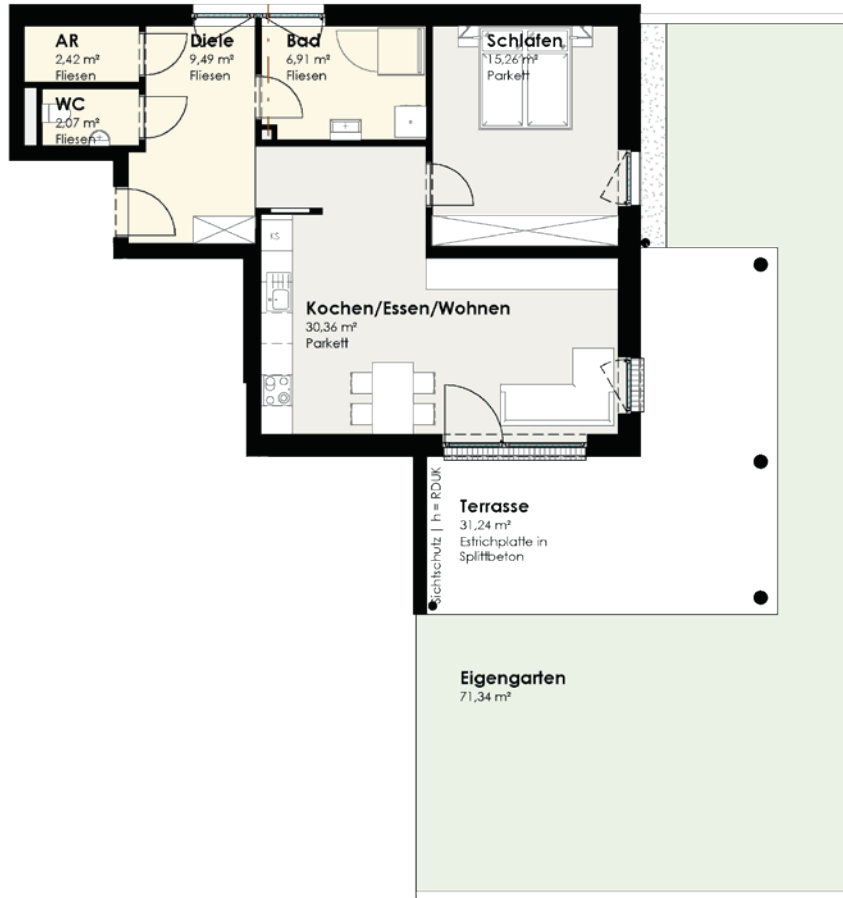 AR
2,42 m²
Fliesen
Diele
9,49 m²
Fliesen
Bad
6,91 m²
Fliesen
Schlafen
15,26 m²
Parkett
WC
2,07 m²
Fliesen
KS
Kochen/Essen/Wohnen
30,36 m²
Parkett
Sichtschutz | h = RDUK
Terrasse
31,24 m²
Estrichplatte in
Splittbeton
Eigengarten
71,34 m²